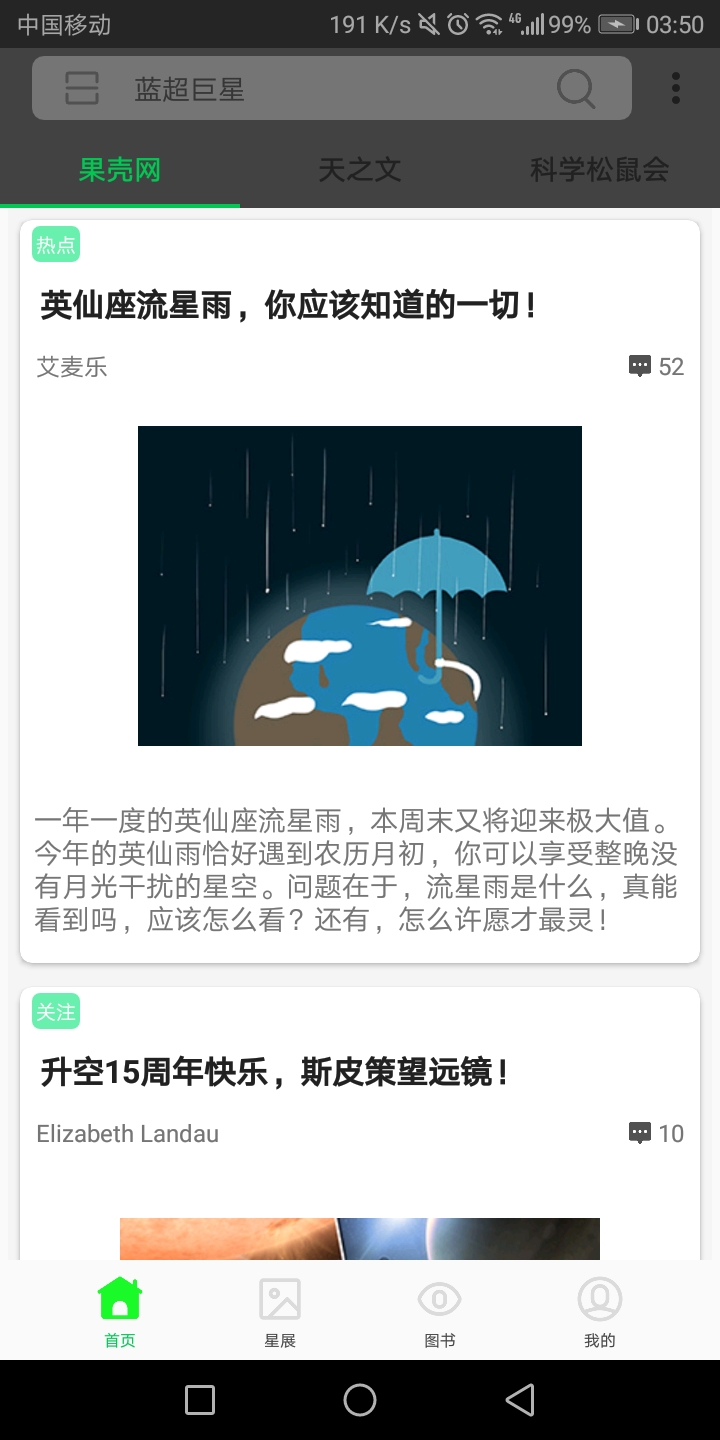 中国移动 191 K/s 4G 99% 03:50
蓝超巨星
果壳网 天之文 科学松鼠会
热点
英仙座流星雨，你应该知道的一切！
艾麦乐 52
一年一度的英仙座流星雨，本周末又将迎来极大值。
今年的英仙雨恰好遇到农历月初，你可以享受整晚没
有月光干扰的星空。问题在于，流星雨是什么，真能
看到吗，应该怎么看？还有，怎么许愿才最灵！
关注
升空15周年快乐，斯皮策望远镜！
Elizabeth Landau 10
首页 星展 图书 我的